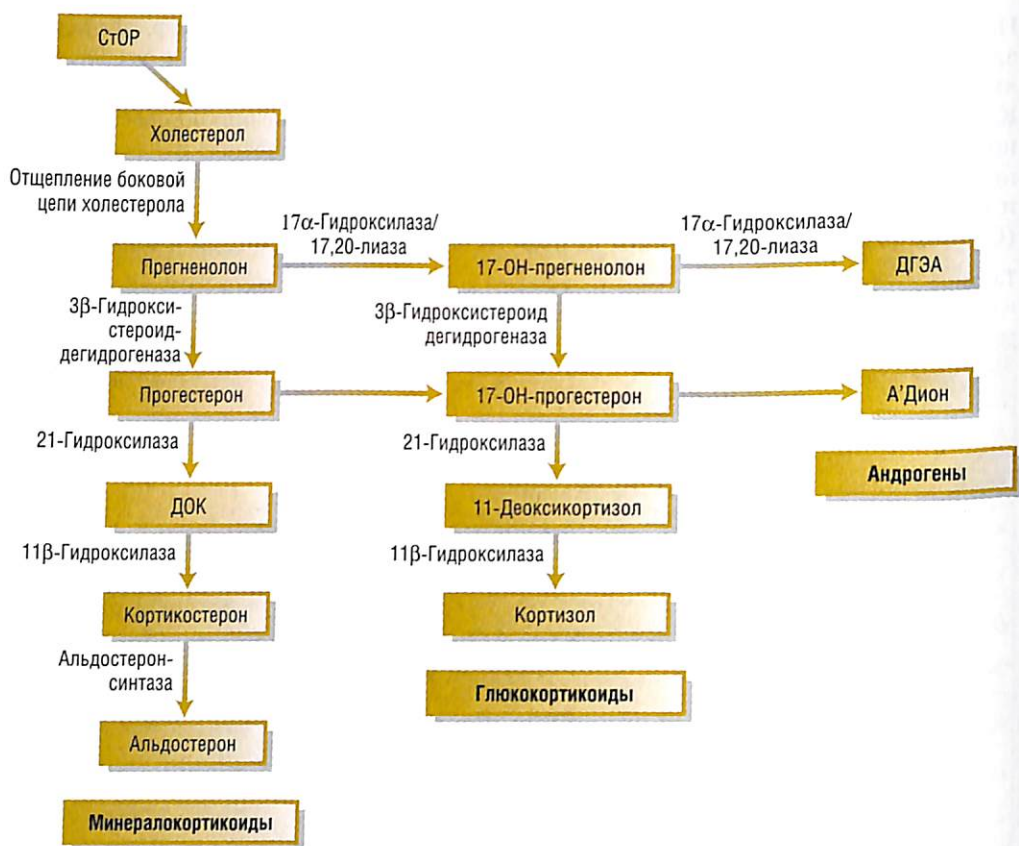 СтОР
Холестерол
Отщепление боковой
цепи холестерола
17α-Гидроксилаза/
17,20-лиаза
17α-Гидроксилаза/
17,20-лиаза
Прегненолон
17-ОН-прегненолон
ДГЭА
3β-Гидрокси-
стероид-
дегидрогеназа
3β-Гидроксистероид
дегидрогеназа
Прогестерон
17-ОН-прогестерон
А'Дион
21-Гидроксилаза
21-Гидроксилаза
Андрогены
ДОК
11-Деоксикортизол
11β-Гидроксилаза
11β-Гидроксилаза
Кортикостерон
Кортизол
Альдостерон-
синтаза
Глюкокортикоиды
Альдостерон
Минералокортикоиды